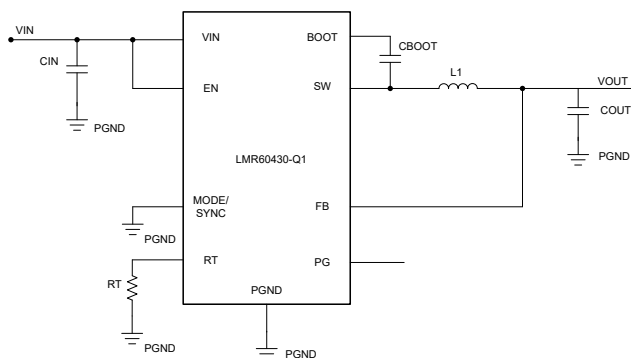 VIN
CIN
PGND
VIN
EN
MODE/
SYNC
PGND
RT
RT
PGND
LMR60430-Q1
PGND
PGND
BOOT
CBOOT
SW
L1
VOUT
COUT
PGND
FB
PG